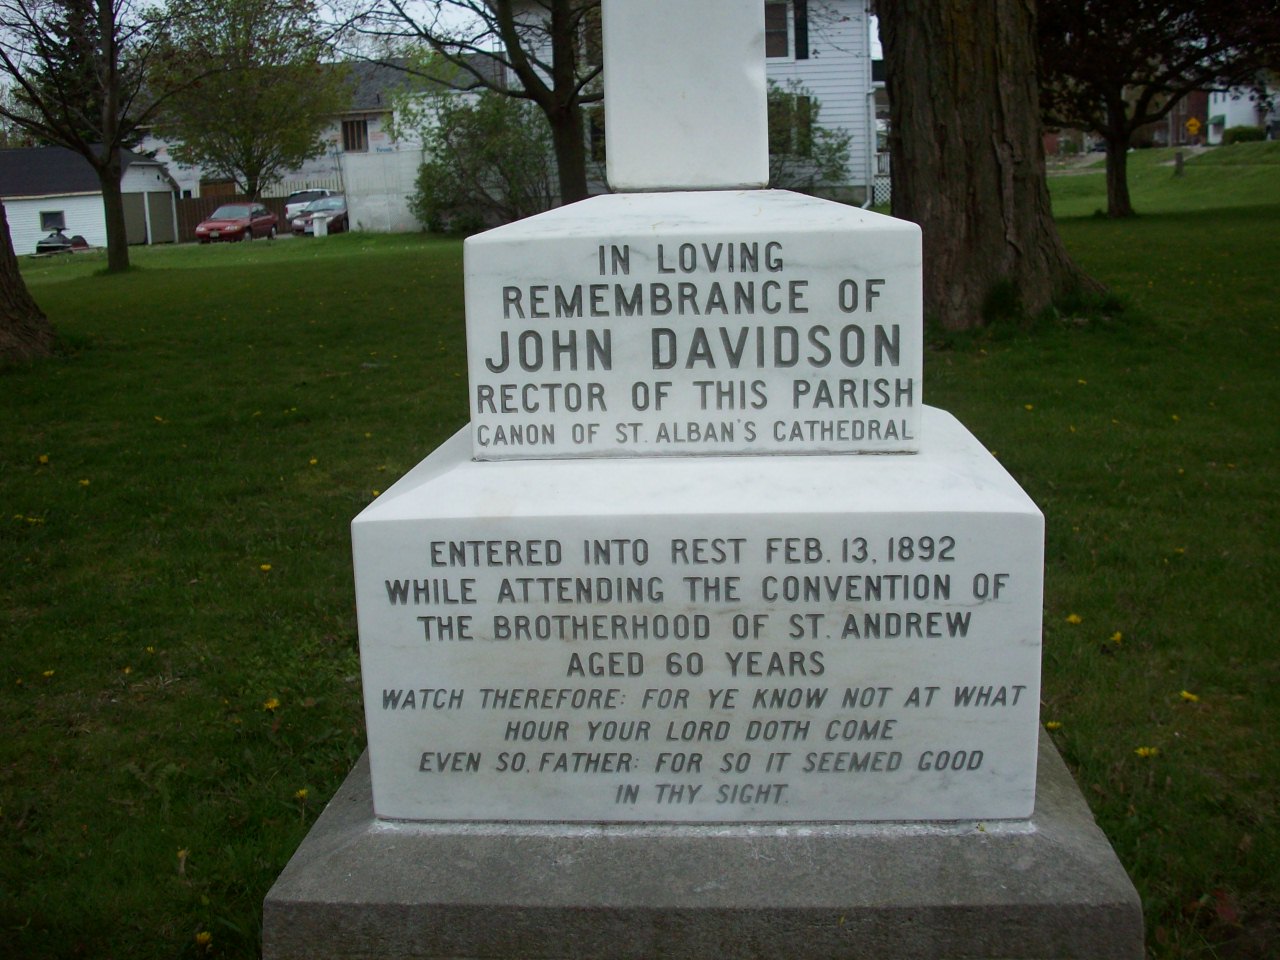 IN LOVING
REMEMBRANCE OF
JOHN DAVIDSON
RECTOR OF THIS PARISH
CANON OF ST. ALBAN'S CATHEDRAL
ENTERED INTO REST FEB. 13, 1892
WHILE ATTENDING THE CONVENTION OF
THE BROTHERHOOD OF ST. ANDREW
AGED 60 YEARS
WATCH THEREFORE: FOR YE KNOW NOT AT WHAT
HOUR YOUR LORD DOTH COME
EVEN SO, FATHER: FOR SO IT SEEMED GOOD
IN THY SIGHT.